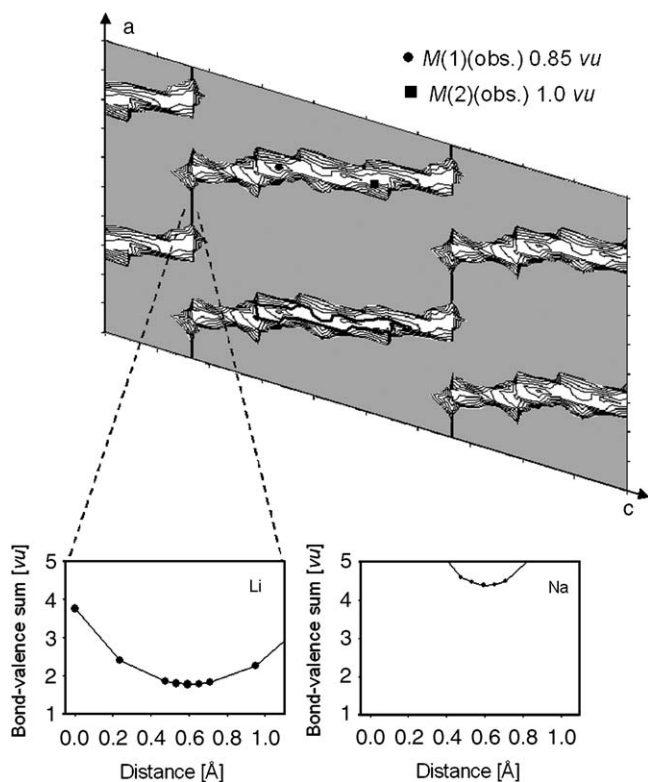 a
● M(1)(obs.) 0.85 vu
■ M(2)(obs.) 1.0 vu
c
Bond-valence sum [vu]
5
4
3
2
1
Li
0.0 0.2 0.4 0.6 0.8 1.0
Distance [Å]
Bond-valence sum [vu]
5
4
3
2
1
Na
0.0 0.2 0.4 0.6 0.8 1.0
Distance [Å]